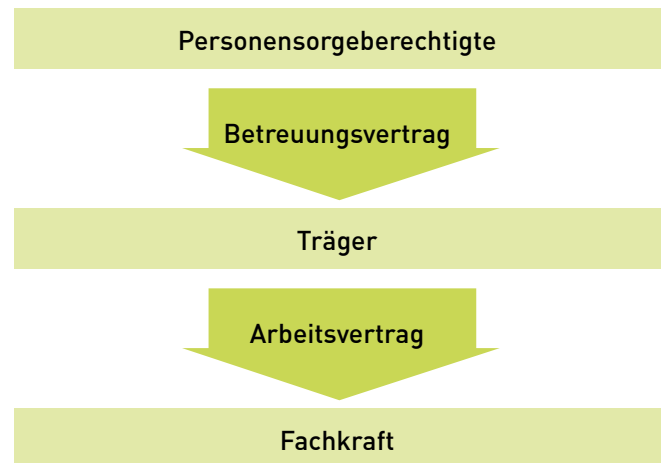 Personensorgeberechtigte
Betreuungsvertrag
Träger
Arbeitsvertrag
Fachkraft